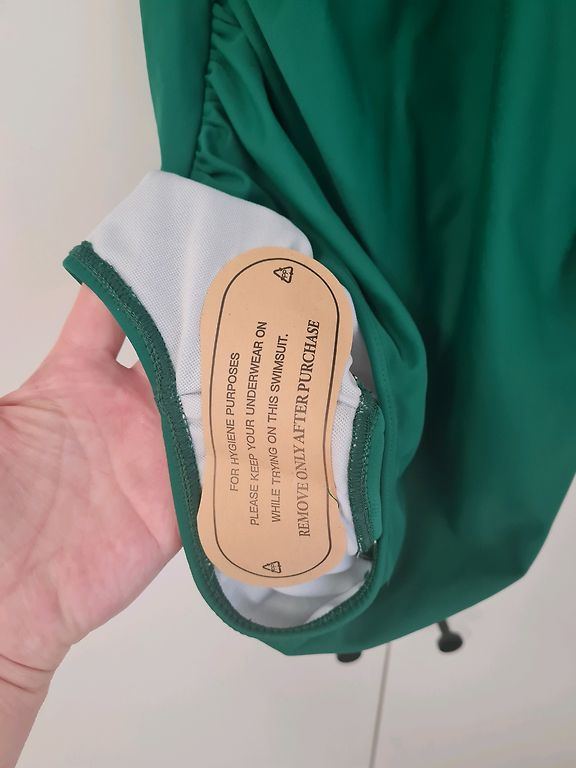 FOR HYGIENE PURPOSES
PLEASE KEEP YOUR UNDERWEAR ON
WHILE TRYING ON THIS SWIMSUIT.
REMOVE ONLY AFTER PURCHASE